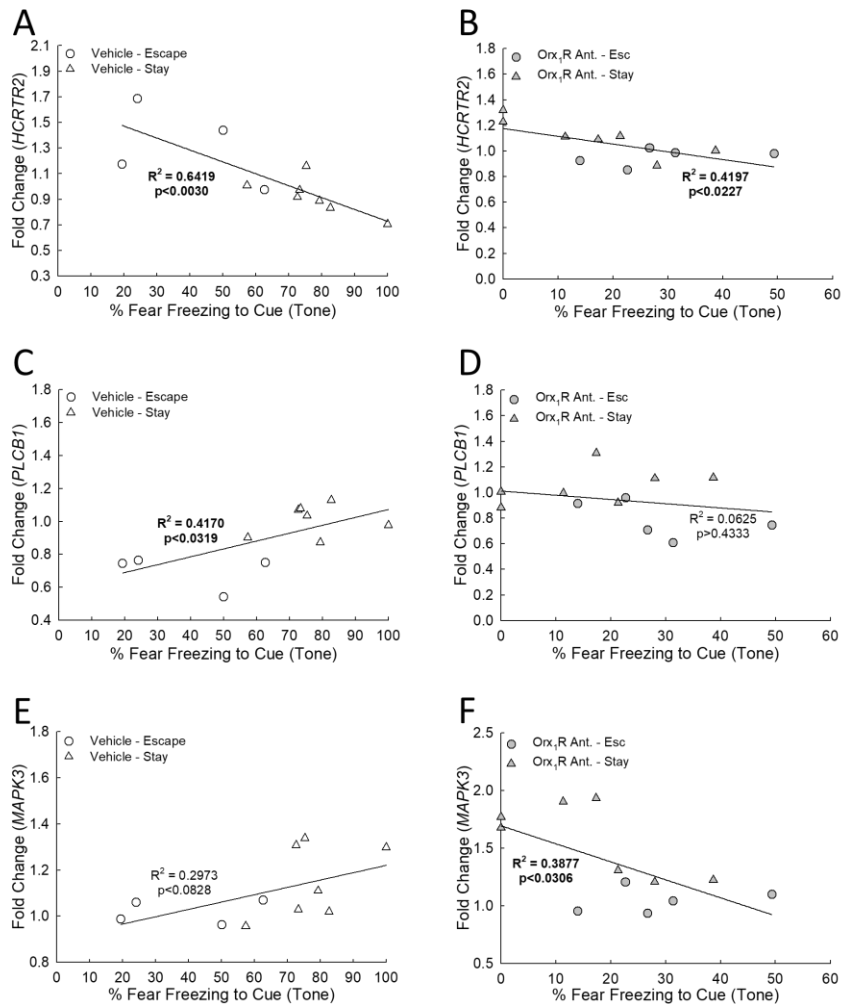 A
2.1
1.9
1.7
1.5
1.3
1.1
0.9
0.7
0.5
0.3
Fold Change (HCRTR2)
Vehicle - Escape
Vehicle - Stay
R² = 0.6419
p<0.0030
0 10 20 30 40 50 60 70 80 90 100
% Fear Freezing to Cue (Tone)
B
1.8
1.6
1.4
1.2
1.0
0.8
0.6
0.4
0.2
0.0
Fold Change (HCRTR2)
Orx₁R Ant. - Esc
Orx₁R Ant. - Stay
R² = 0.4197
p<0.0227
0 10 20 30 40 50 60
% Fear Freezing to Cue (Tone)
C
1.8
1.6
1.4
1.2
1.0
0.8
0.6
0.4
Fold Change (PLCB1)
Vehicle - Escape
Vehicle - Stay
R² = 0.4170
p<0.0319
0 10 20 30 40 50 60 70 80 90 100
% Fear Freezing to Cue (Tone)
D
1.8
1.6
1.4
1.2
1.0
0.8
0.6
0.4
0.2
0.0
Fold Change (PLCB1)
Orx₁R Ant. - Esc
Orx₁R Ant. - Stay
R² = 0.0625
p>0.4333
0 10 20 30 40 50 60
% Fear Freezing to Cue (Tone)
E
1.8
1.6
1.4
1.2
1.0
0.8
Fold Change (MAPK3)
Vehicle - Escape
Vehicle - Stay
R² = 0.2973
p<0.0828
0 10 20 30 40 50 60 70 80 90 100
% Fear Freezing to Cue (Tone)
F
2.5
2.0
1.5
1.0
0.5
Fold Change (MAPK3)
Orx₁R Ant. - Esc
Orx₁R Ant. - Stay
R² = 0.3877
p<0.0306
0 10 20 30 40 50 60
% Fear Freezing to Cue (Tone)